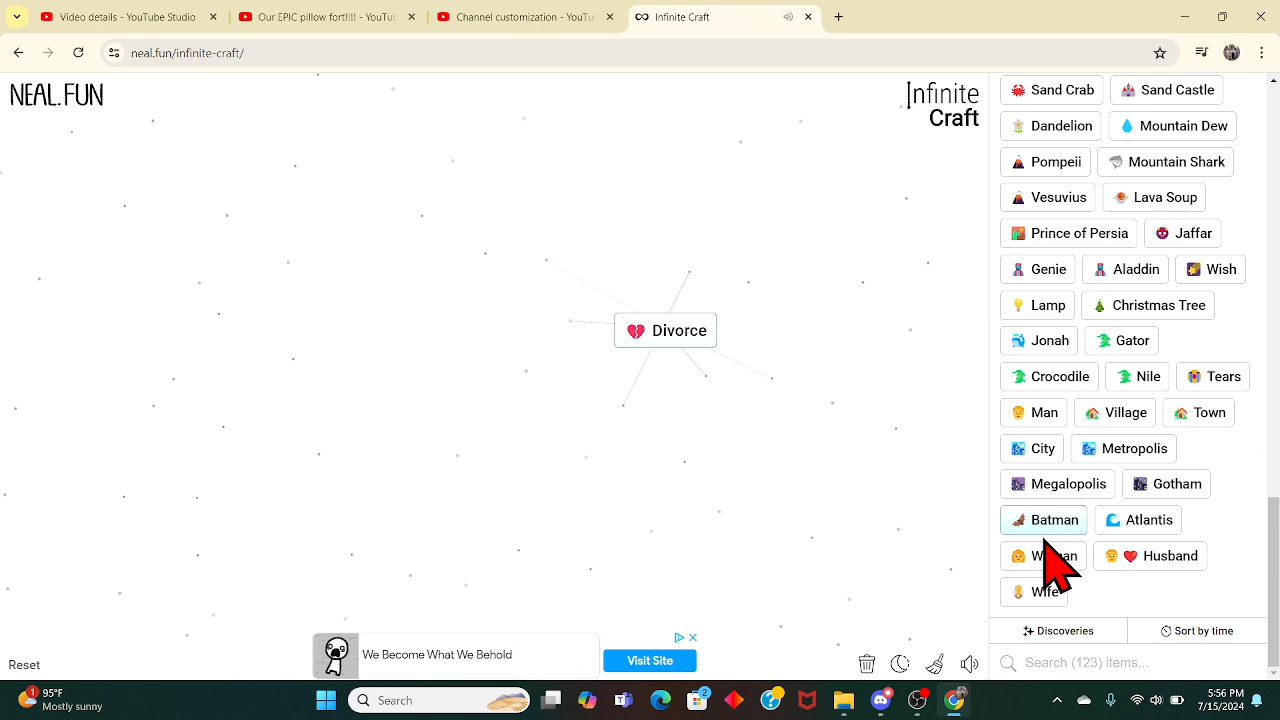 Video details - YouTube Studio
Our EPIC pillow fort!!!! - YouTub
Channel customization - YouTu
Infinite Craft
neal.fun/infinite-craft/
NEAL.FUN
Infinite
Craft
Sand Crab
Sand Castle
Dandelion
Mountain Dew
Pompeii
Mountain Shark
Vesuvius
Lava Soup
Prince of Persia
Jaffar
Genie
Aladdin
Wish
Lamp
Christmas Tree
Jonah
Gator
Crocodile
Nile
Tears
Man
Village
Town
City
Metropolis
Megalopolis
Gotham
Batman
Atlantis
Husband
Wife
Divorce
We Become What We Behold
Visit Site
Discoveries
Sort by time
Search (123) items...
Reset
1
95°F
Mostly sunny
Search
2
5:56 PM
7/15/2024